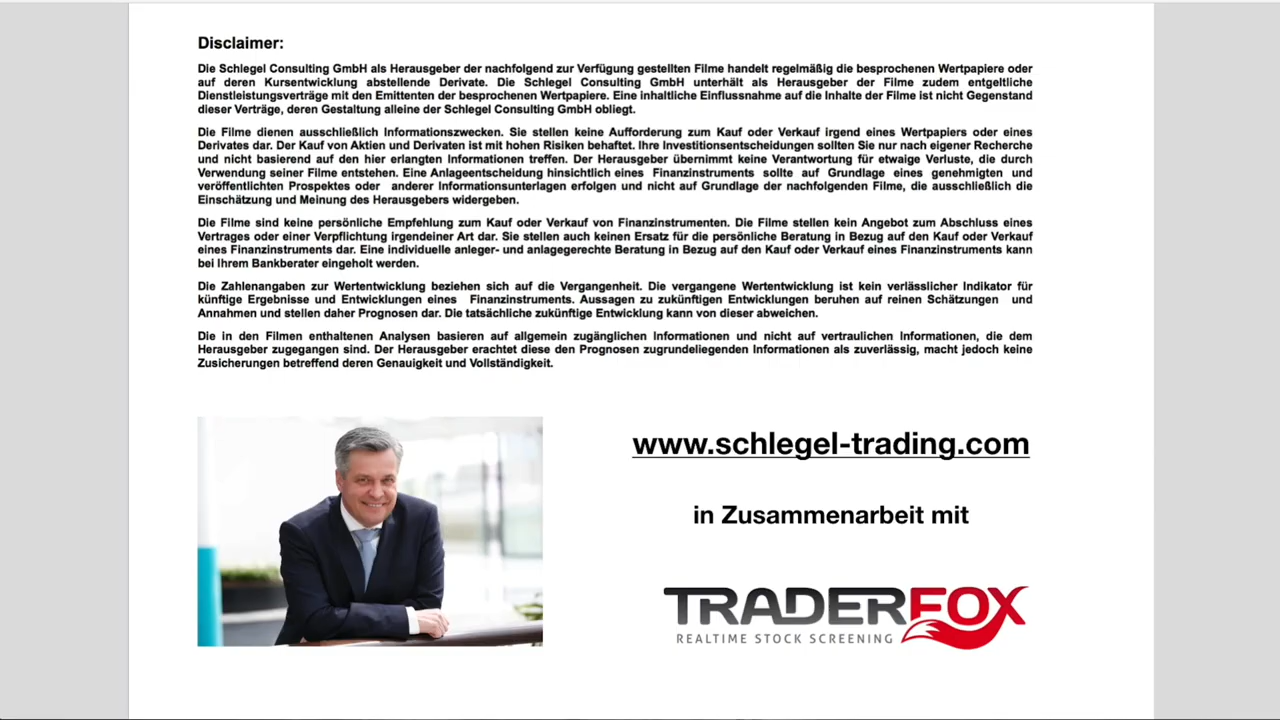 Disclaimer:
Die Schlegel Consulting GmbH als Herausgeber der nachfolgend zur Verfügung gestellten Filme handelt regelmäßig die besprochenen Wertpapiere oder
auf deren Kursentwicklung abstellende Derivate. Die Schlegel Consulting GmbH unterhält als Herausgeber der Filme zudem entgeltliche
Dienstleistungsverträge mit den Emittenten der besprochenen Wertpapiere. Eine inhaltliche Einflussnahme auf die Inhalte der Filme ist nicht Gegenstand
dieser Verträge, deren Gestaltung alleine der Schlegel Consulting GmbH obliegt.
Die Filme dienen ausschließlich Informationszwecken. Sie stellen keine Aufforderung zum Kauf oder Verkauf irgend eines Wertpapiers oder eines
Derivates dar. Der Kauf von Aktien und Derivaten ist mit hohen Risiken behaftet. Ihre Investitionsentscheidungen sollten Sie nur nach eigener Recherche
und nicht basierend auf den hier erlangten Informationen treffen. Der Herausgeber übernimmt keine Verantwortung für etwaige Verluste, die durch
Verwendung seiner Filme entstehen. Eine Anlageentscheidung hinsichtlich eines Finanzinstruments sollte auf Grundlage eines genehmigten und
veröffentlichten Prospektes oder anderer Informationsunterlagen erfolgen und nicht auf Grundlage der nachfolgenden Filme, die ausschließlich die
Einschätzung und Meinung des Herausgebers widergeben.
Die Filme sind keine persönliche Empfehlung zum Kauf oder Verkauf von Finanzinstrumenten. Die Filme stellen kein Angebot zum Abschluss eines
Vertrages oder einer Verpflichtung irgendeiner Art dar. Sie stellen auch keinen Ersatz für die persönliche Beratung in Bezug auf den Kauf oder Verkauf
eines Finanzinstruments dar. Eine individuelle anleger- und anlagegerechte Beratung in Bezug auf den Kauf oder Verkauf eines Finanzinstruments kann
bei Ihrem Bankberater eingeholt werden.
Die Zahlenangaben zur Wertentwicklung beziehen sich auf die Vergangenheit. Die vergangene Wertentwicklung ist kein verlässlicher Indikator für
künftige Ergebnisse und Entwicklungen eines Finanzinstruments. Aussagen zu zukünftigen Entwicklungen beruhen auf reinen Schätzungen und
Annahmen und stellen daher Prognosen dar. Die tatsächliche zukünftige Entwicklung kann von dieser abweichen.
Die in den Filmen enthaltenen Analysen basieren auf allgemein zugänglichen Informationen und nicht auf vertraulichen Informationen, die dem
Herausgeber zugegangen sind. Der Herausgeber erachtet diese den Prognosen zugrundeliegenden Informationen als zuverlässig, macht jedoch keine
Zusicherungen betreffend deren Genauigkeit und Vollständigkeit.
www.schlegel-trading.com
in Zusammenarbeit mit
TRADERFOX
REALTIME STOCK SCREENING